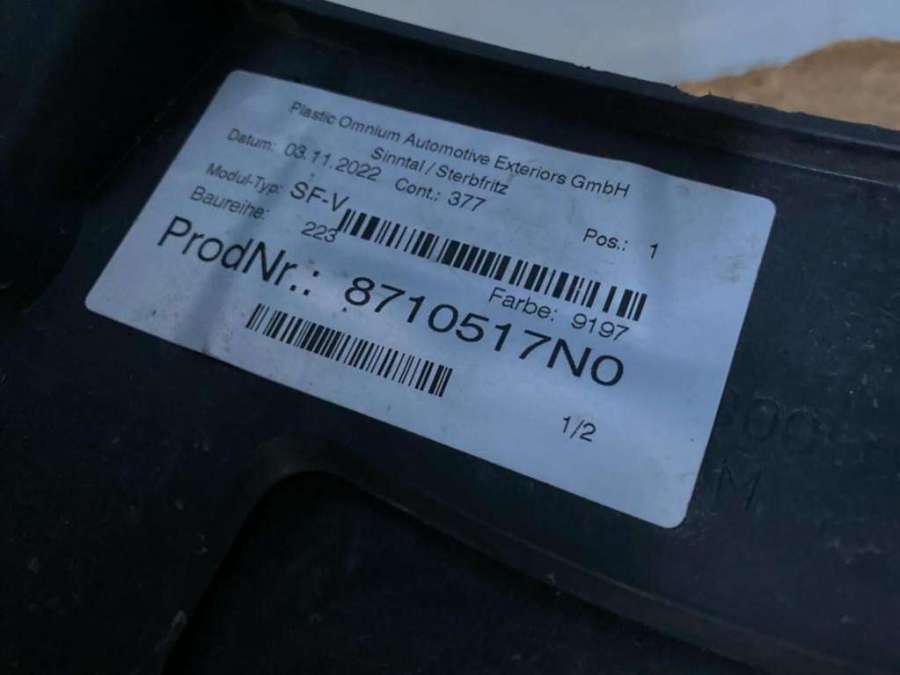 Plastic Omnium Automotive Exteriors GmbH
Sinntal / Sterbfritz
Datum: 03.11.2022 Cont.: 377
Modul-Typ: SF-V Pos.: 1
Baureihe: 223
Farbe: 9197
ProdNr.: 8710517N0
1/2
M